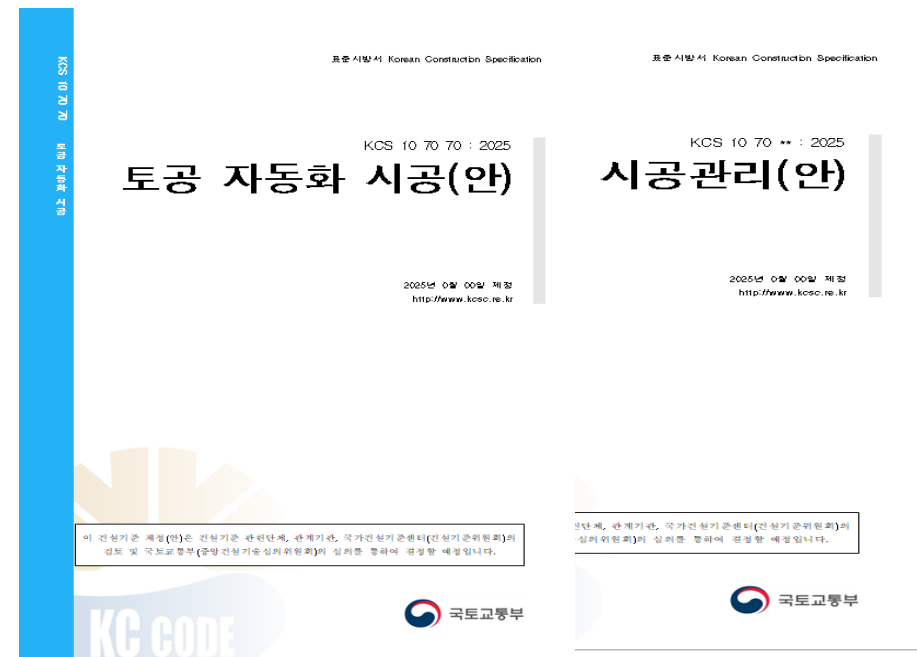 KCS 10 70 70 토공 자동화 시공
표준시방서 Korean Construction Specification
KCS 10 70 70 : 2025
토공 자동화 시공(안)
2025년 0월 00일 제정
http://www.kcsc.re.kr
이 건설기준 제정(안)은 건설기준 관련단체, 관계기관, 국가건설기준센터(건설기준위원회)의
검토 및 국토교통부(중앙건설기술심의위원회)의 심의를 통하여 결정할 예정입니다.
KC CODE
국토교통부
표준시방서 Korean Construction Specification
KCS 10 70 ** : 2025
시공관리(안)
2025년 0월 00일 제정
http://www.kcsc.re.kr
련단체, 관계기관, 국가건설기준센터(건설기준위원회)의
심의위원회)의 심의를 통하여 결정할 예정입니다.
국토교통부